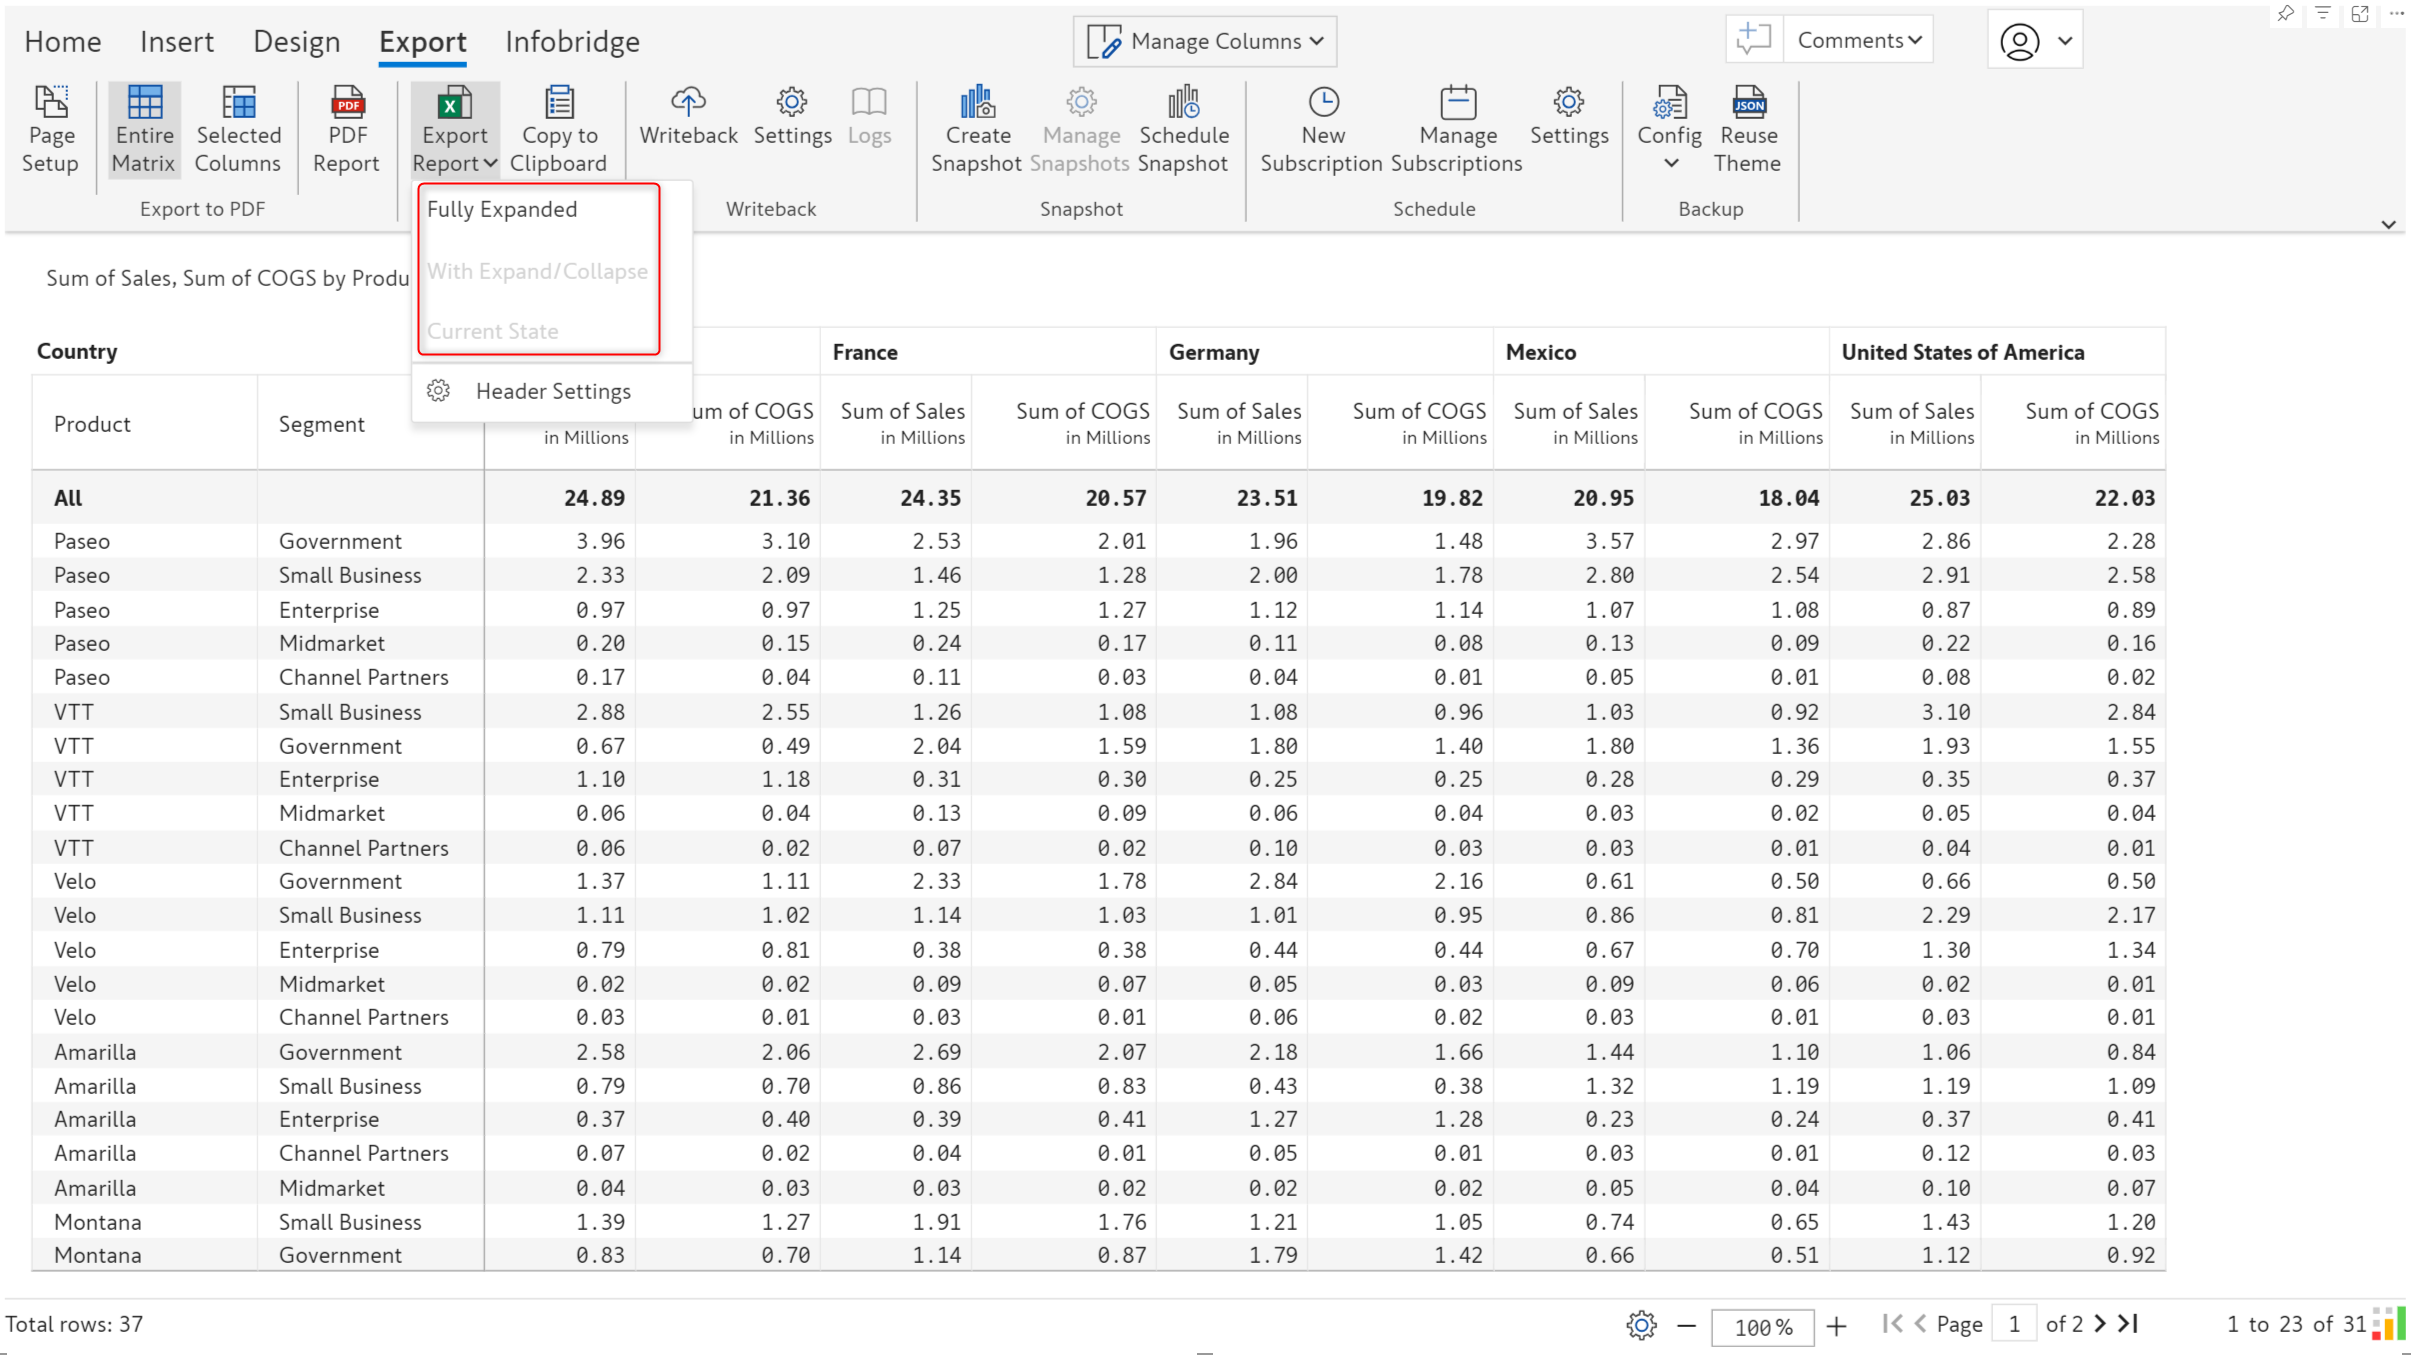 Home Insert Design Export Infobridge Manage Columns Comments
Page Setup
Entire Matrix
Selected Columns
PDF Report
Export Report
Copy to Clipboard
Writeback
Settings
Logs
Create Snapshot
Manage Snapshots
Schedule Snapshot
New Subscription
Manage Subscriptions
Settings
Config
JSON
Reuse Theme
Export to PDF Writeback Snapshot Schedule Backup
Fully Expanded
With Expand/Collapse
Current State
Header Settings
Sum of Sales, Sum of COGS by Produ
Country France Germany Mexico United States of America
Product Segment um of COGS Sum of Sales Sum of COGS Sum of Sales Sum of COGS Sum of Sales Sum of COGS Sum of Sales Sum of COGS
in Millions in Millions in Millions in Millions in Millions in Millions in Millions in Millions in Millions in Millions
All 24.89 21.36 24.35 20.57 23.51 19.82 20.95 18.04 25.03 22.03
Paseo Government 3.96 3.10 2.53 2.01 1.96 1.48 3.57 2.97 2.86 2.28
Paseo Small Business 2.33 2.09 1.46 1.28 2.00 1.78 2.80 2.54 2.91 2.58
Paseo Enterprise 0.97 0.97 1.25 1.27 1.12 1.14 1.07 1.08 0.87 0.89
Paseo Midmarket 0.20 0.15 0.24 0.17 0.11 0.08 0.13 0.09 0.22 0.16
Paseo Channel Partners 0.17 0.04 0.11 0.03 0.04 0.01 0.05 0.01 0.08 0.02
VTT Small Business 2.88 2.55 1.26 1.08 1.08 0.96 1.03 0.92 3.10 2.84
VTT Government 0.67 0.49 2.04 1.59 1.80 1.40 1.80 1.36 1.93 1.55
VTT Enterprise 1.10 1.18 0.31 0.30 0.25 0.25 0.28 0.29 0.35 0.37
VTT Midmarket 0.06 0.04 0.13 0.09 0.06 0.04 0.03 0.02 0.05 0.04
VTT Channel Partners 0.06 0.02 0.07 0.02 0.10 0.03 0.03 0.01 0.04 0.01
Velo Government 1.37 1.11 2.33 1.78 2.84 2.16 0.61 0.50 0.66 0.50
Velo Small Business 1.11 1.02 1.14 1.03 1.01 0.95 0.86 0.81 2.29 2.17
Velo Enterprise 0.79 0.81 0.38 0.38 0.44 0.44 0.67 0.70 1.30 1.34
Velo Midmarket 0.02 0.02 0.09 0.07 0.05 0.03 0.09 0.06 0.02 0.01
Velo Channel Partners 0.03 0.01 0.03 0.01 0.06 0.02 0.03 0.01 0.03 0.01
Amarilla Government 2.58 2.06 2.69 2.07 2.18 1.66 1.44 1.10 1.06 0.84
Amarilla Small Business 0.79 0.70 0.86 0.83 0.43 0.38 1.32 1.19 1.19 1.09
Amarilla Enterprise 0.37 0.40 0.39 0.41 1.27 1.28 0.23 0.24 0.37 0.41
Amarilla Channel Partners 0.07 0.02 0.04 0.01 0.05 0.01 0.03 0.01 0.12 0.03
Amarilla Midmarket 0.04 0.03 0.03 0.02 0.02 0.02 0.05 0.04 0.10 0.07
Montana Small Business 1.39 1.27 1.91 1.76 1.21 1.05 0.74 0.65 1.43 1.20
Montana Government 0.83 0.70 1.14 0.87 1.79 1.42 0.66 0.51 1.12 0.92
Total rows: 37 100% Page 1 of 2 1 to 23 of 31